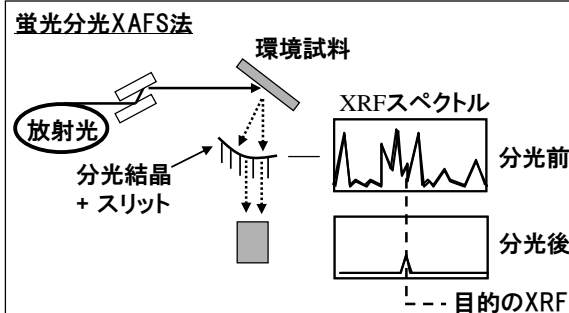 蛍光分光XAFS法
環境試料
放射光
XRFスペクトル
分光前
分光結晶
+ スリット
分光後
目的のXRF